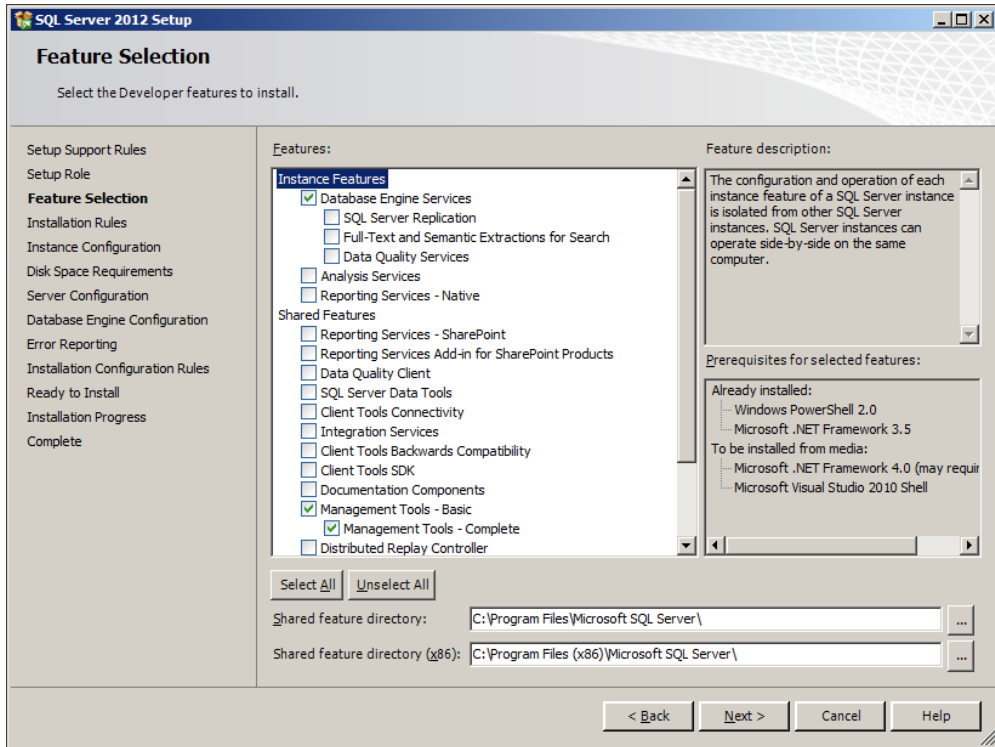 SQL Server 2012 Setup
Feature Selection
Select the Developer features to install.
Setup Support Rules
Setup Role
Feature Selection
Installation Rules
Instance Configuration
Disk Space Requirements
Server Configuration
Database Engine Configuration
Error Reporting
Installation Configuration Rules
Ready to Install
Installation Progress
Complete
Features:
Instance Features
Database Engine Services
SQL Server Replication
Full-Text and Semantic Extractions for Search
Data Quality Services
Analysis Services
Reporting Services - Native
Shared Features
Reporting Services - SharePoint
Reporting Services Add-in for SharePoint Products
Data Quality Client
SQL Server Data Tools
Client Tools Connectivity
Integration Services
Client Tools Backwards Compatibility
Client Tools SDK
Documentation Components
Management Tools - Basic
Management Tools - Complete
Distributed Replay Controller
Feature description:
The configuration and operation of each
instance feature of a SQL Server instance
is isolated from other SQL Server
instances. SQL Server instances can
operate side-by-side on the same
computer.
Prerequisites for selected features:
Already installed:
Windows PowerShell 2.0
Microsoft .NET Framework 3.5
To be installed from media:
Microsoft .NET Framework 4.0 (may requir
Microsoft Visual Studio 2010 Shell
Select All
Unselect All
Shared feature directory:
C:\Program Files\Microsoft SQL Server\
...
Shared feature directory (x86):
C:\Program Files (x86)\Microsoft SQL Server\
...
< Back
Next >
Cancel
Help